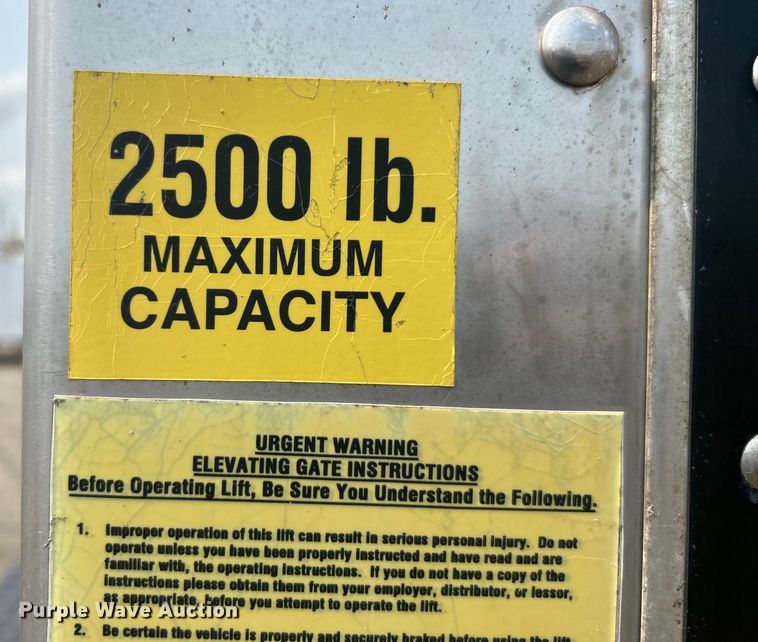 2500 lb.
MAXIMUM
CAPACITY
URGENT WARNING
ELEVATING GATE INSTRUCTIONS
Before Operating Lift, Be Sure You Understand the Following.
1. Improper operation of this lift can result in serious personal injury. Do not
operate unless you have been properly instructed and have read and are
familiar with, the operating instructions. If you do not have a copy of the
instructions please obtain them from your employer, distributor, or lessor,
as appropriate, before you attempt to operate the lift.
Purple Wave Auction
2. Be certain the vehicle is properly and securely braked before using the lift